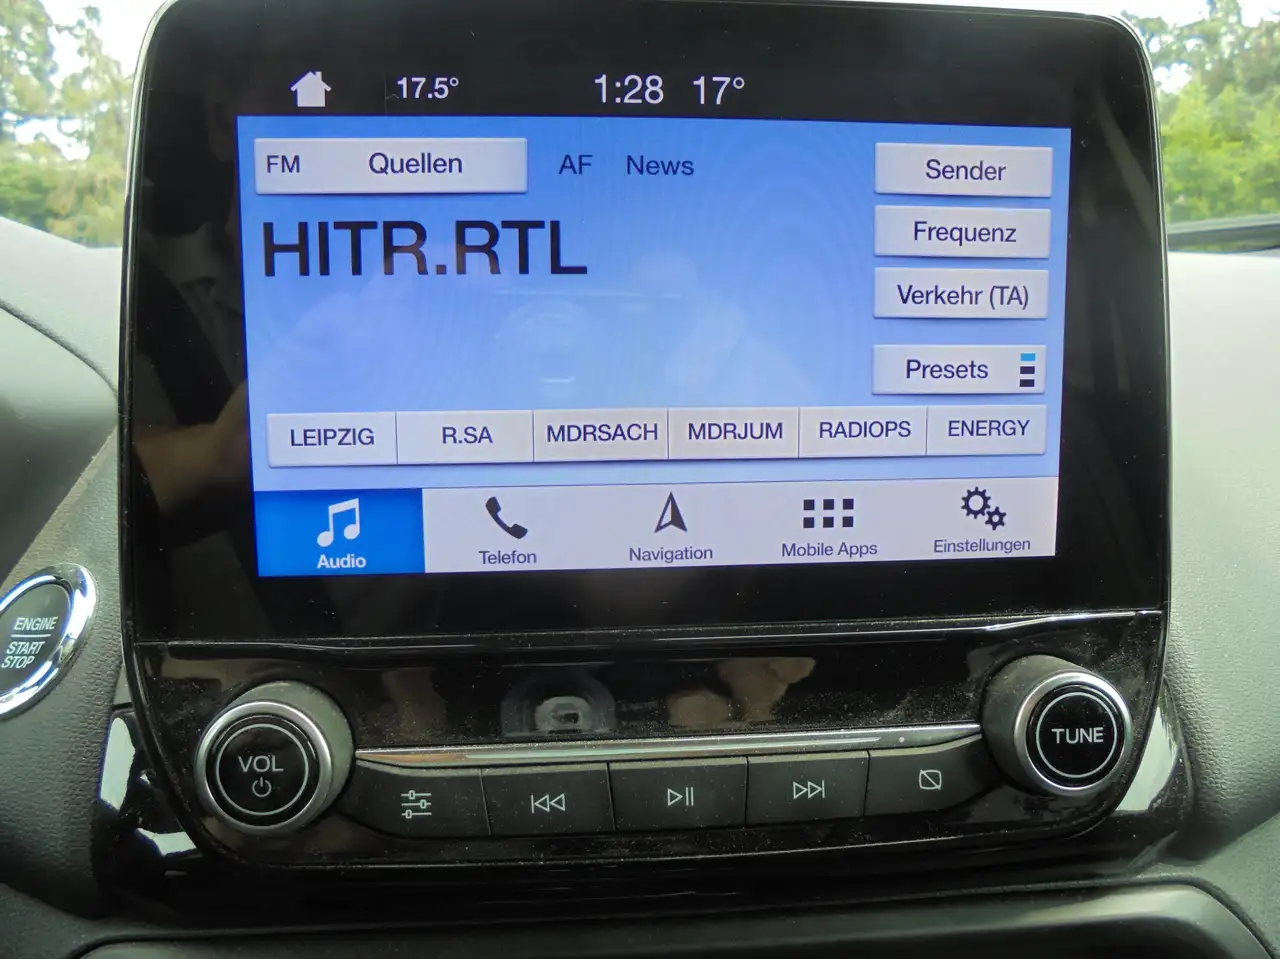 17.5° 1:28 17°
FM Quellen AF News Sender
HITR.RTL
Frequenz
Verkehr (TA)
Presets
LEIPZIG R.SA MDRSACH MDRJUM RADIOPS ENERGY
Audio Telefon Navigation Mobile Apps Einstellungen
ENGINE
START
STOP
VOL
TUNE